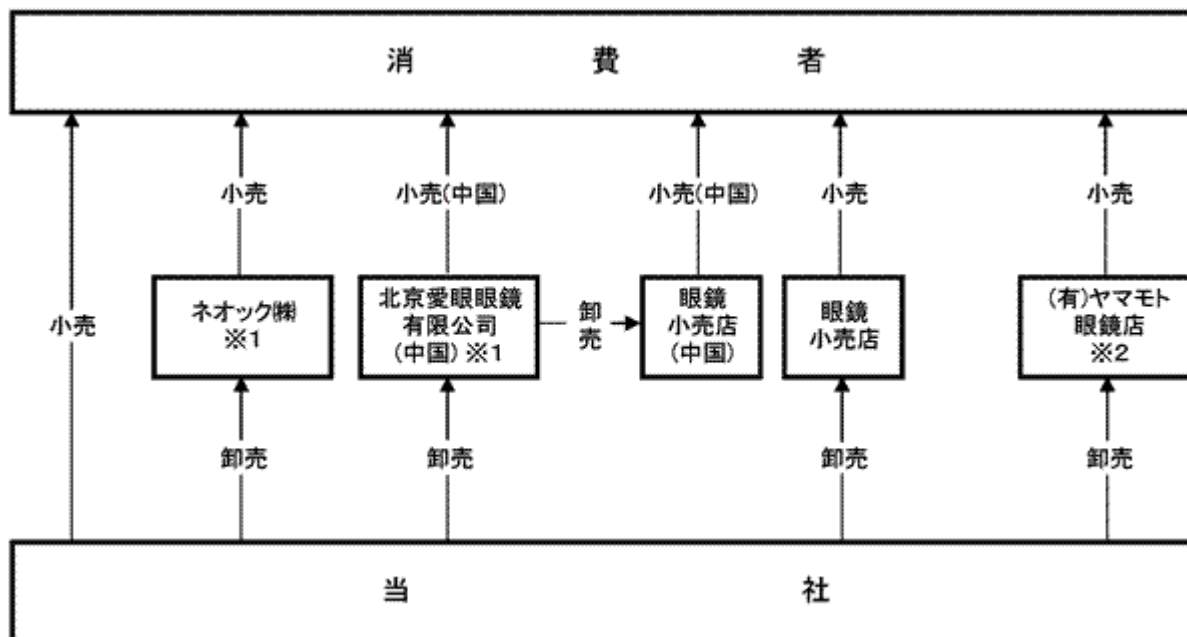 消費者
小売
小売(中国)
小売(中国)
小売
小売
小売
ネオック㈱
※1
北京愛眼眼鏡
有限公司
(中国)※1
卸
売
眼鏡
小売店
(中国)
眼鏡
小売店
(有)ヤマモト
眼鏡店
※2
卸売
卸売
卸売
卸売
当社